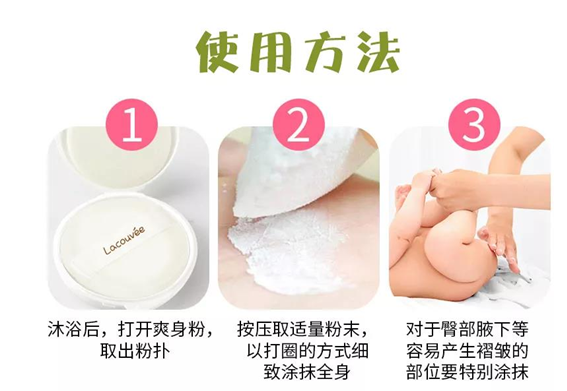 使用方法
1
2
3
Lacouvée
沐浴后，打开爽身粉，
取出粉扑
按压取适量粉末，
以打圈的方式细
致涂抹全身
对于臀部腋下等
容易产生褶皱的
部位要特别涂抹